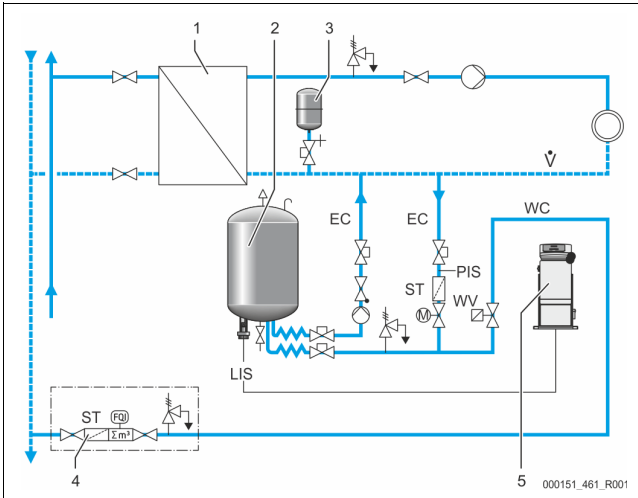 1
2
3
V̇
EC
EC
WC
PIS
ST
WV
M
LIS
ST
FQI
Σm³
4
5
000151_461_R001